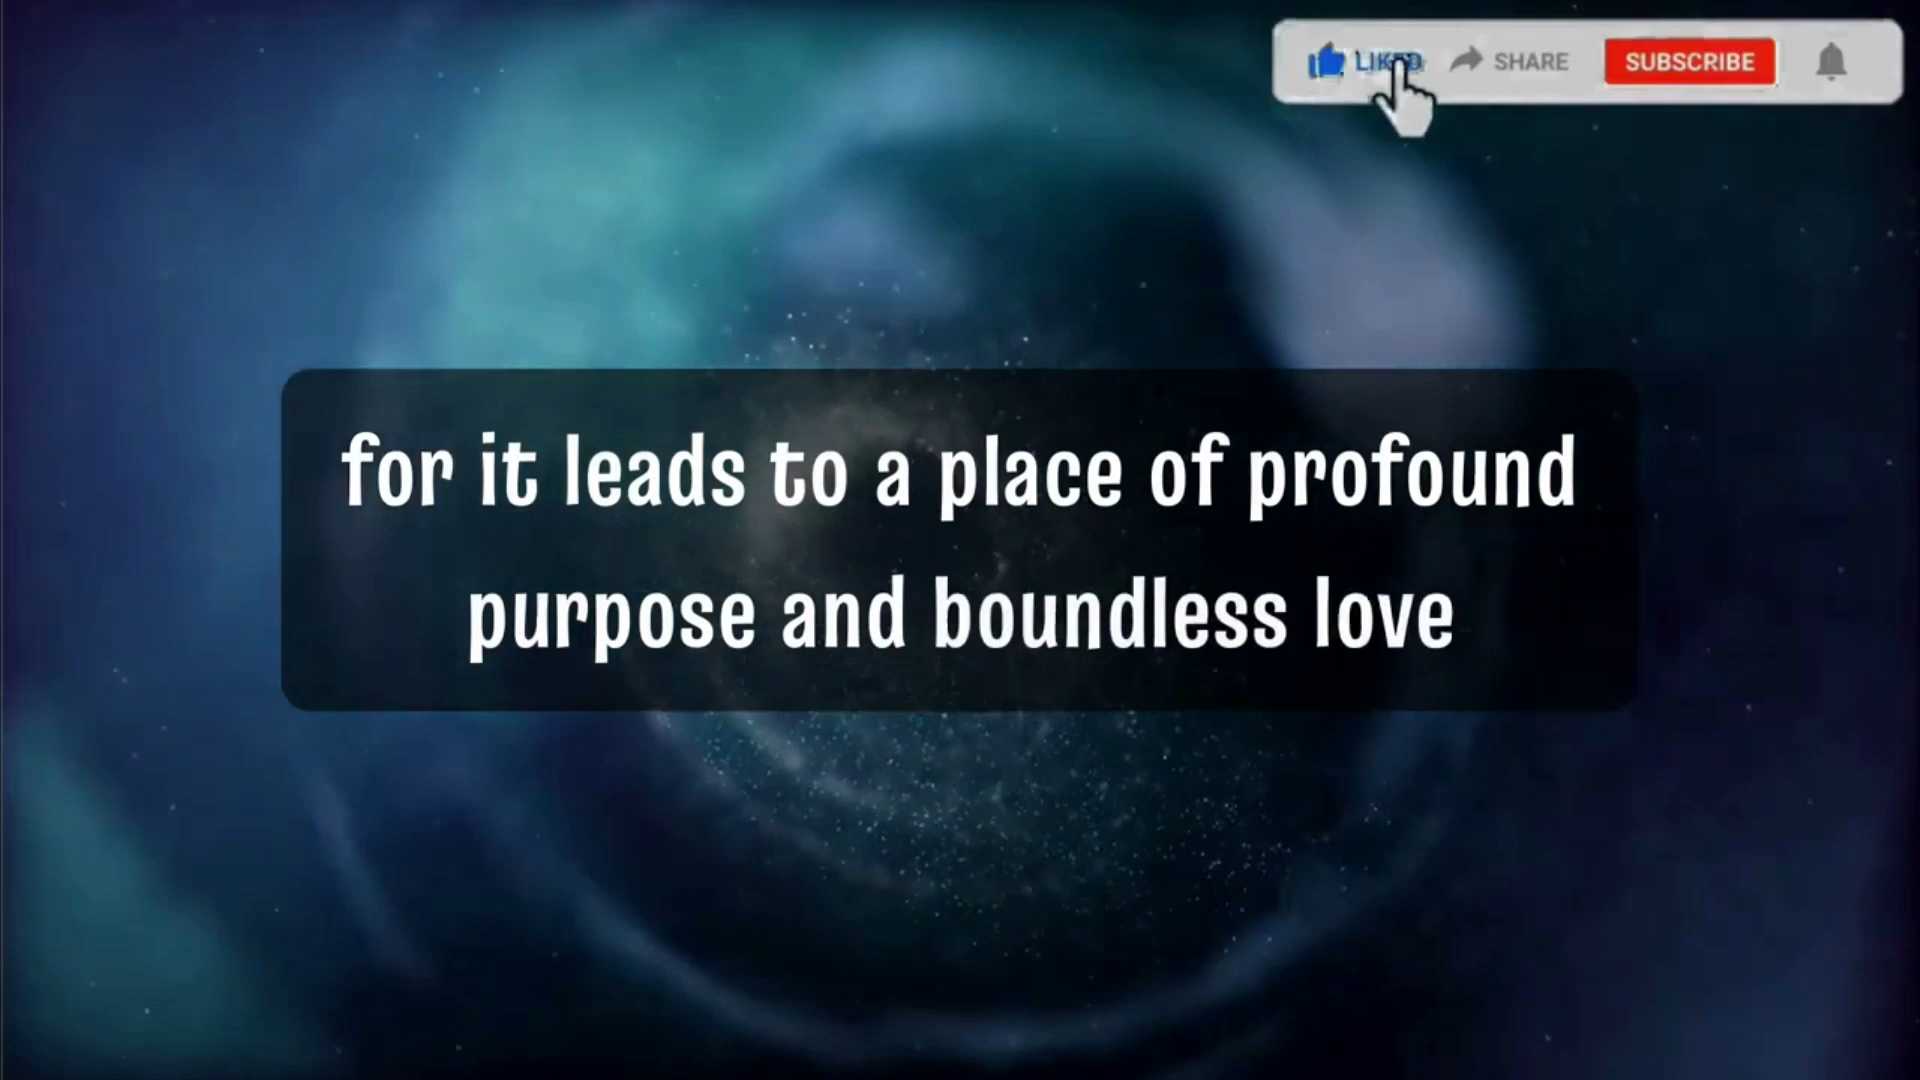 LIKED SHARE SUBSCRIBE
for it leads to a place of profound
purpose and boundless love